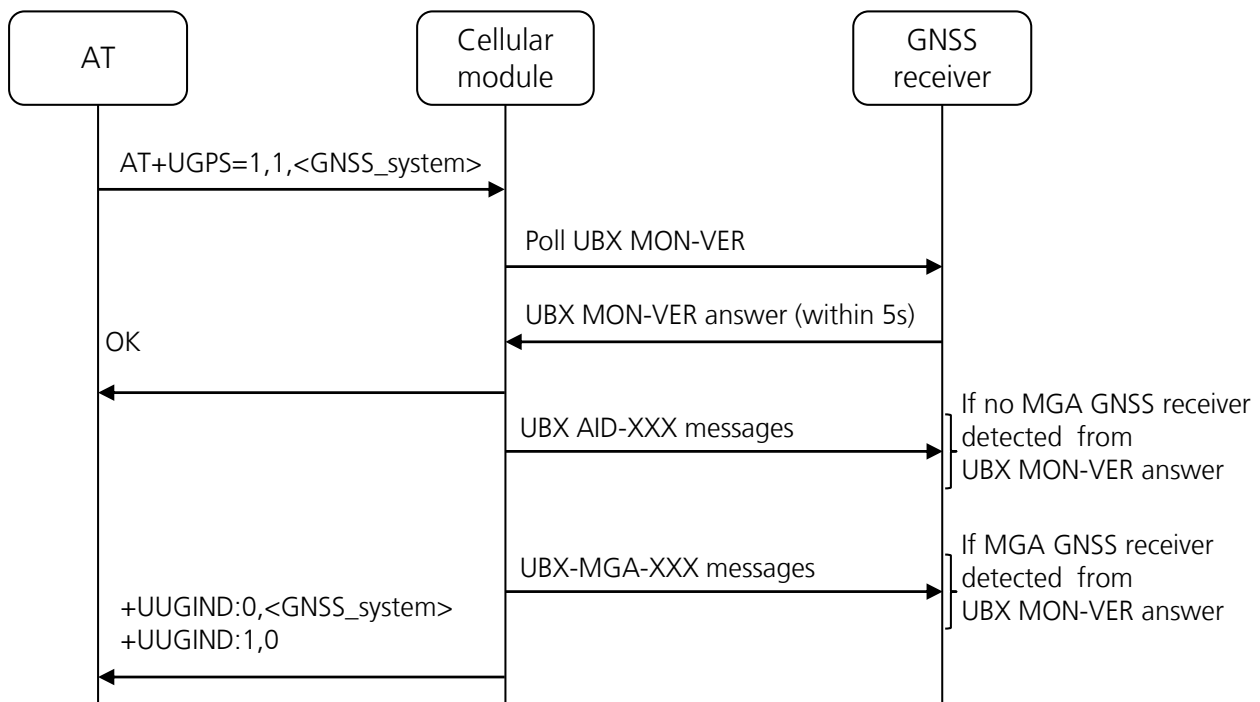 AT
Cellular
module
GNSS
receiver
AT+UGPS=1,1,<GNSS_system>
Poll UBX MON-VER
UBX MON-VER answer (within 5s)
OK
UBX AID-XXX messages
If no MGA GNSS receiver
detected from
UBX MON-VER answer
UBX-MGA-XXX messages
If MGA GNSS receiver
detected from
UBX MON-VER answer
+UUGIND:0,<GNSS_system>
+UUGIND:1,0